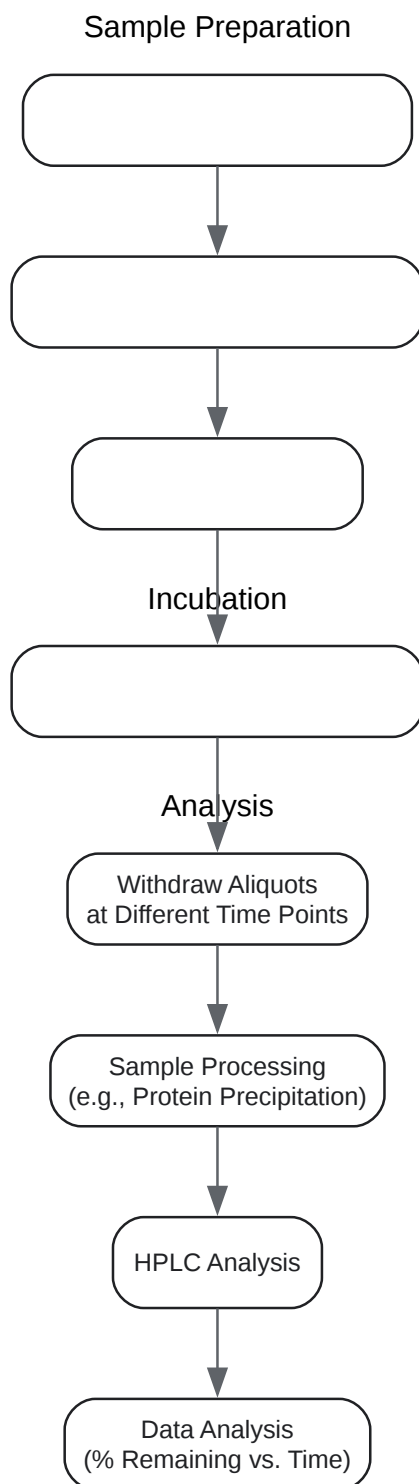 Sample Preparation
Incubation
Analysis
Withdraw Aliquots
at Different Time Points
Sample Processing
(e.g., Protein Precipitation)
HPLC Analysis
Data Analysis
(% Remaining vs. Time)